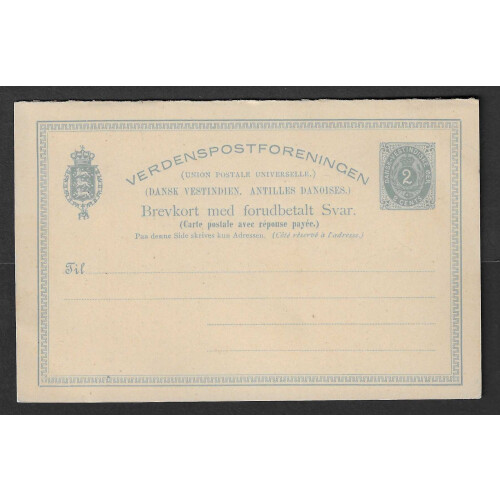 VERDENSPOSTFORENINGEN
(UNION POSTALE UNIVERSELLE.)
(DANSK VESTINDIEN, ANTILLES DANOISES.)
Brevkort med forudbetalt Svar.
(Carte postale avec réponse payée.)
Paa denne Side skrives kun Adressen. (Côté réservé à l'adresse.)
2
CENTS
Til